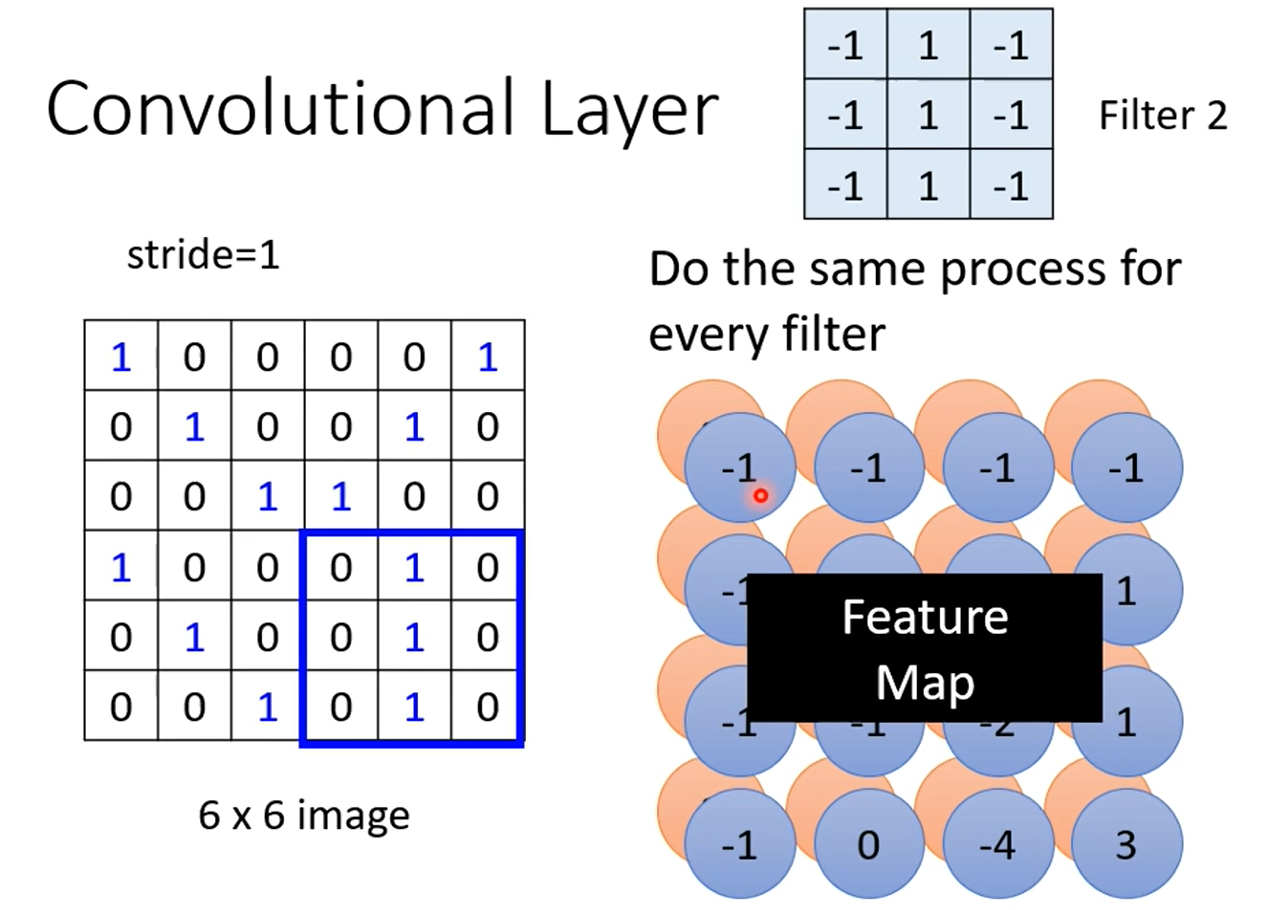 Convolutional Layer
-1 1 -1
-1 1 -1
-1 1 -1
Filter 2
stride=1
1 0 0 0 0 1
0 1 0 0 1 0
0 0 1 1 0 0
1 0 0 0 1 0
0 1 0 0 1 0
0 0 1 0 1 0
6 x 6 image
Do the same process for
every filter
-1 -1 -1 -1
-1 1
Feature
Map
-1 -1 -2 1
-1 0 -4 3